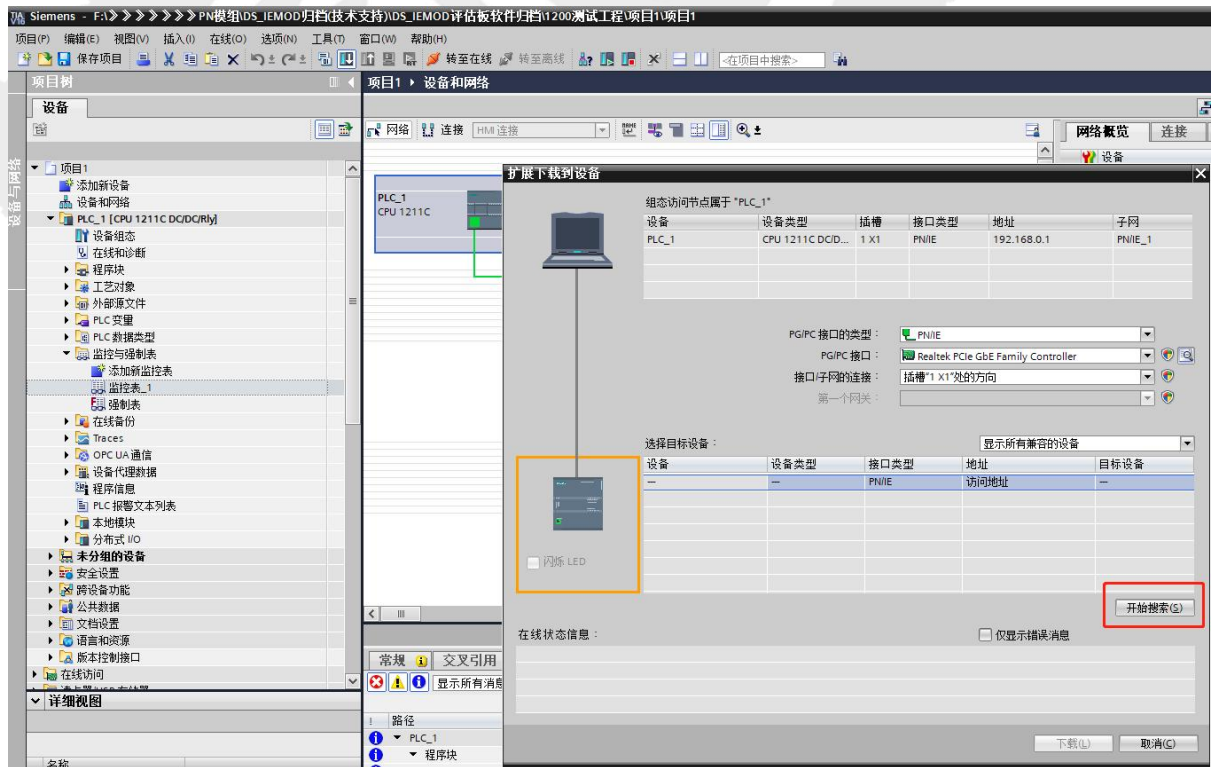 Siemens - F:\》》》》》》》PN模组\DS_IEMOD归档(技术支持)\DS_IEMOD评估板软件归档\1200测试工程\项目1\项目1
项目(P) 编辑(E) 视图(V) 插入(I) 在线(O) 选项(N) 工具(T) 窗口(W) 帮助(H)
保存项目 转至在线 转至离线 <在项目中搜索>
项目树
项目1 ▸ 设备和网络
设备
网络 连接 HMI 连接
网络概览 连接
设备
设备与网络
项目1
添加新设备
设备和网络
PLC_1 [CPU 1211C DC/DC/Rly]
设备组态
在线和诊断
程序块
工艺对象
外部源文件
PLC 变量
PLC 数据类型
监控与强制表
添加新监控表
监控表_1
强制表
在线备份
Traces
OPC UA 通信
设备代理数据
程序信息
PLC 报警文本列表
本地模块
分布式 I/O
未分组的设备
安全设置
跨设备功能
公共数据
文档设置
语言和资源
版本控制接口
在线访问
详细视图
名称
PLC_1
CPU 1211C
常规 交叉引用
显示所有消息
! 路径
PLC_1
程序块
扩展下载到设备
组态访问节点属于 "PLC_1"
设备 设备类型 插槽 接口类型 地址 子网
PLC_1 CPU 1211C DC/D... 1 X1 PN/IE 192.168.0.1 PN/IE_1
PG/PC 接口的类型： PN/IE
PG/PC 接口： Realtek PCIe GbE Family Controller
接口/子网的连接： 插槽"1 X1"处的方向
第一个网关：
选择目标设备： 显示所有兼容的设备
设备 设备类型 接口类型 地址 目标设备
— — PN/IE 访问地址 —
闪烁 LED
开始搜索(S)
在线状态信息： 仅显示错误消息
下载(L) 取消(C)